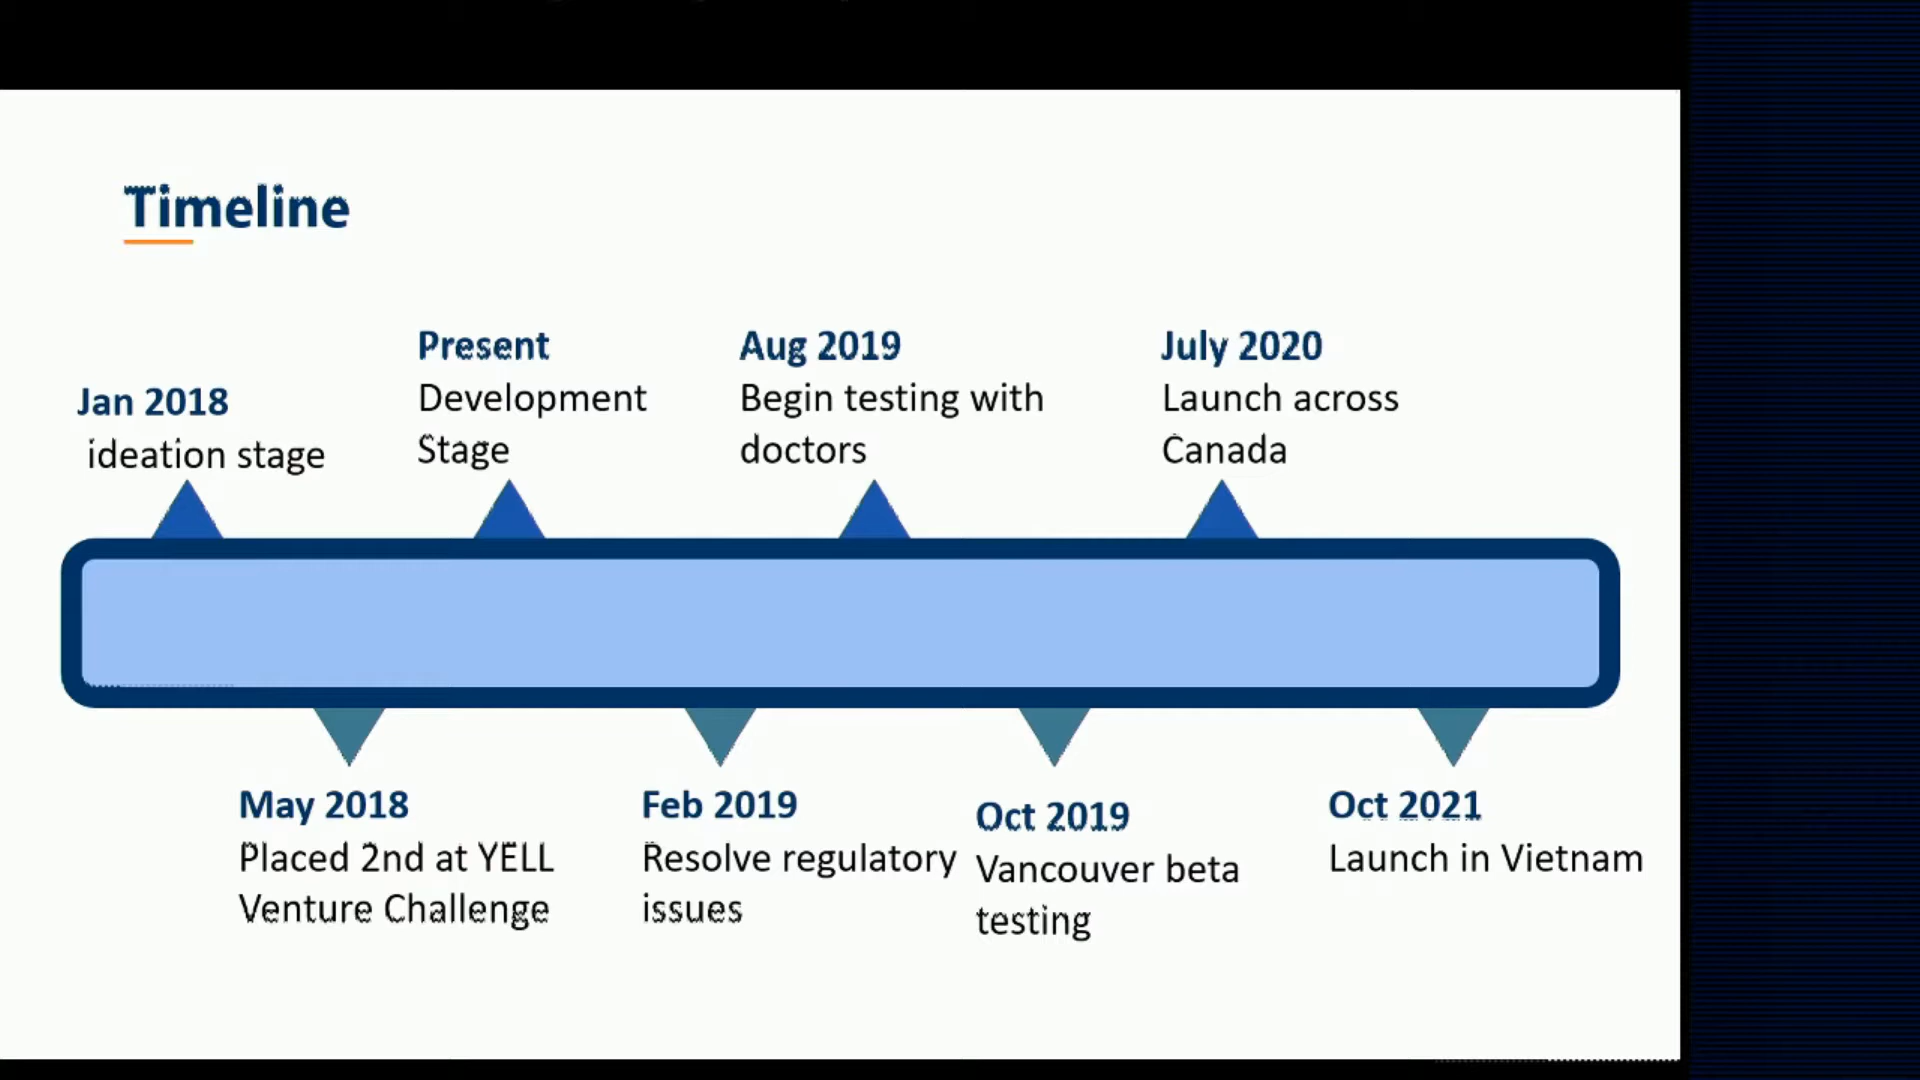 Timeline
Jan 2018
ideation stage
Present
Development
Stage
Aug 2019
Begin testing with
doctors
July 2020
Launch across
Canada
May 2018
Placed 2nd at YELL
Venture Challenge
Feb 2019
Resolve regulatory
issues
Oct 2019
Vancouver beta
testing
Oct 2021
Launch in Vietnam